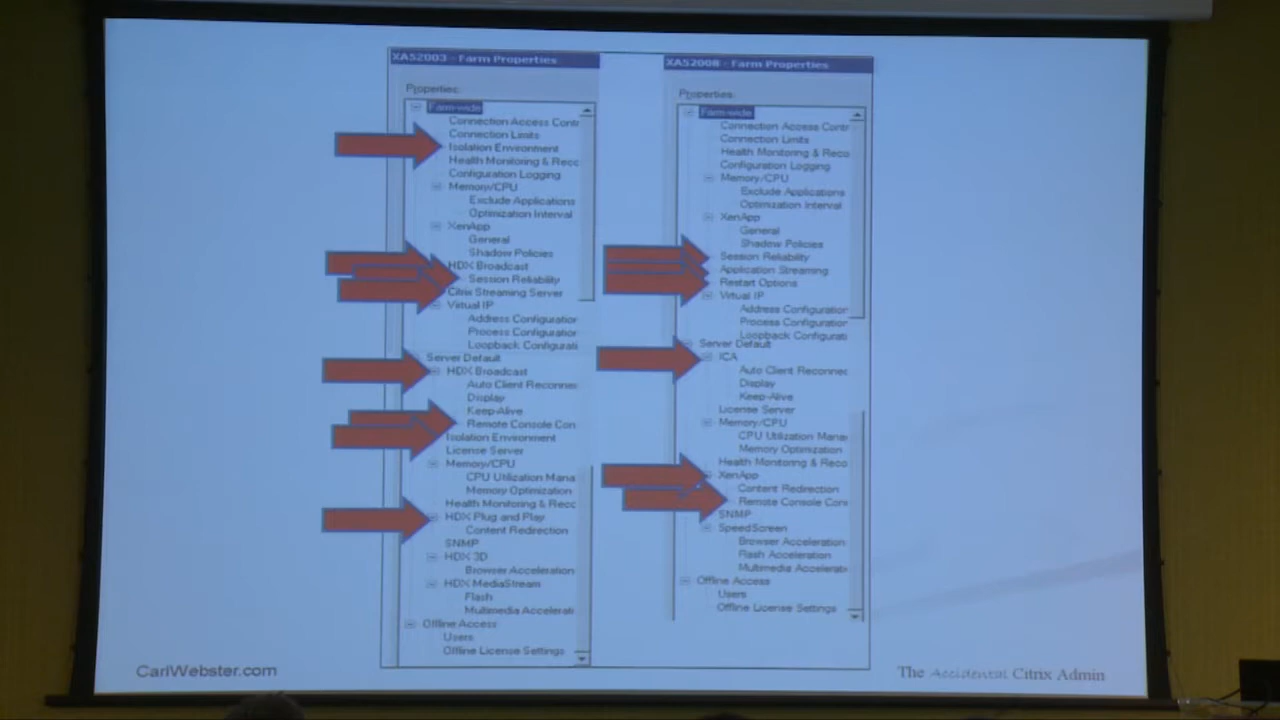 XA52003 - Farm Properties
Properties:
Farm-wide
Connection Access Contr
Connection Limits
Isolation Environment
Health Monitoring & Recc
Configuration Logging
Memory/CPU
Exclude Applications
Optimization Interval
XenApp
General
Shadow Policies
HDX Broadcast
Session Reliability
Citrix Streaming Server
Virtual IP
Address Configuration
Process Configuration
Loopback Configurati
Server Default
HDX Broadcast
Auto Client Reconnec
Display
Keep-Alive
Remote Console Con
Isolation Environment
License Server
Memory/CPU
CPU Utilization Mana
Memory Optimization
Health Monitoring & Recc
HDX Plug and Play
Content Redirection
SNMP
HDX 3D
Browser Acceleration
HDX MediaStream
Flash
Multimedia Accelerati
Offline Access
Users
Offline License Settings
XA52008 - Farm Properties
Properties:
Farm-wide
Connection Access Contr
Connection Limits
Health Monitoring & Reco
Configuration Logging
Memory/CPU
Exclude Applications
Optimization Interval
XenApp
General
Shadow Policies
Session Reliability
Application Streaming
Restart Options
Virtual IP
Address Configuration
Process Configuration
Loopback Configurati
Server Default
ICA
Auto Client Reconnec
Display
Keep-Alive
License Server
Memory/CPU
CPU Utilization Mana
Memory Optimization
Health Monitoring & Reco
XenApp
Content Redirection
Remote Console Con
SNMP
SpeedScreen
Browser Acceleration
Flash Acceleration
Multimedia Accelerati
Offline Access
Users
Offline License Settings
CarlWebster.com
The Accidental Citrix Admin